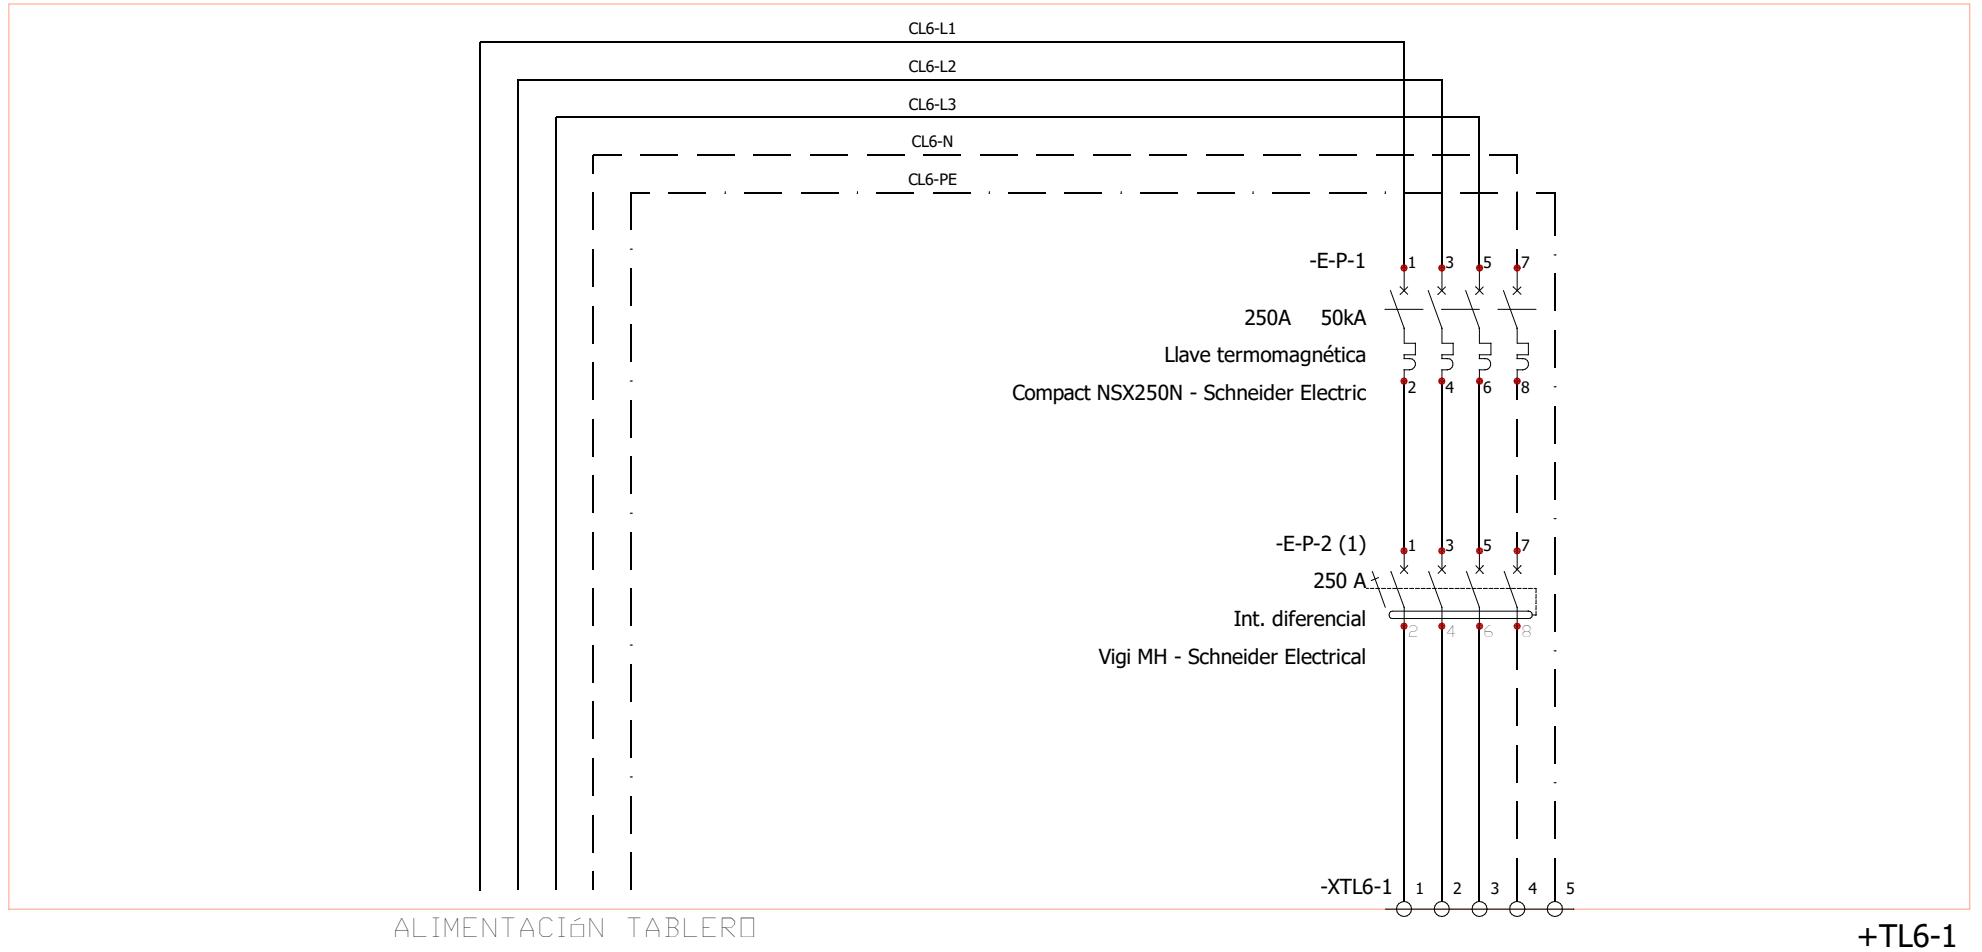 CL6-L1
CL6-L2
CL6-L3
CL6-N
CL6-PE
-E-P-1
1 3 5 7
250A 50kA
Llave termomagnética
Compact NSX250N - Schneider Electric
2 4 6 8
-E-P-2 (1)
1 3 5 7
250 A
Int. diferencial
2 4 6 8
Vigi MH - Schneider Electrical
-XTL6-1 1 2 3 4 5
ALIMENTACIóN TABLERO
+TL6-1